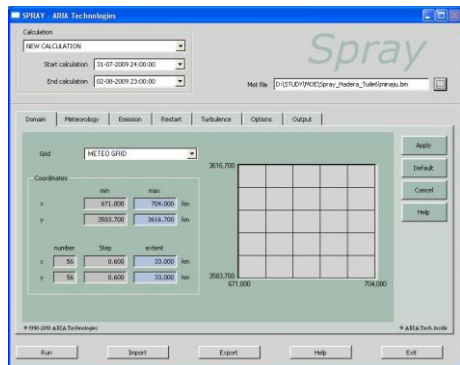 SPRAY - ARIA Technologies
Calculation
NEW CALCULATION
Start calculation 31-07-2009 24:00:00
End calculation 02-08-2009 23:00:00
Spray
Met file D:\STUDY\MOE\Spray_Hadera_Tulie6\minaju.bin
Domain Meteorology Emission Restart Turbulence Options Output
Grid METEO GRID
Coordinates
min max
x 671.000 704.000 km
y 3583.700 3616.700 km
number Step extent
x 56 0.600 33.000 km
y 56 0.600 33.000 km
3616,700
3583,700
671,000 704,000
Apply
Default
Cancel
Help
© 1990-2009 ARIA Technologies
© ARIA Tech. Inside
Run Import Export Help Exit